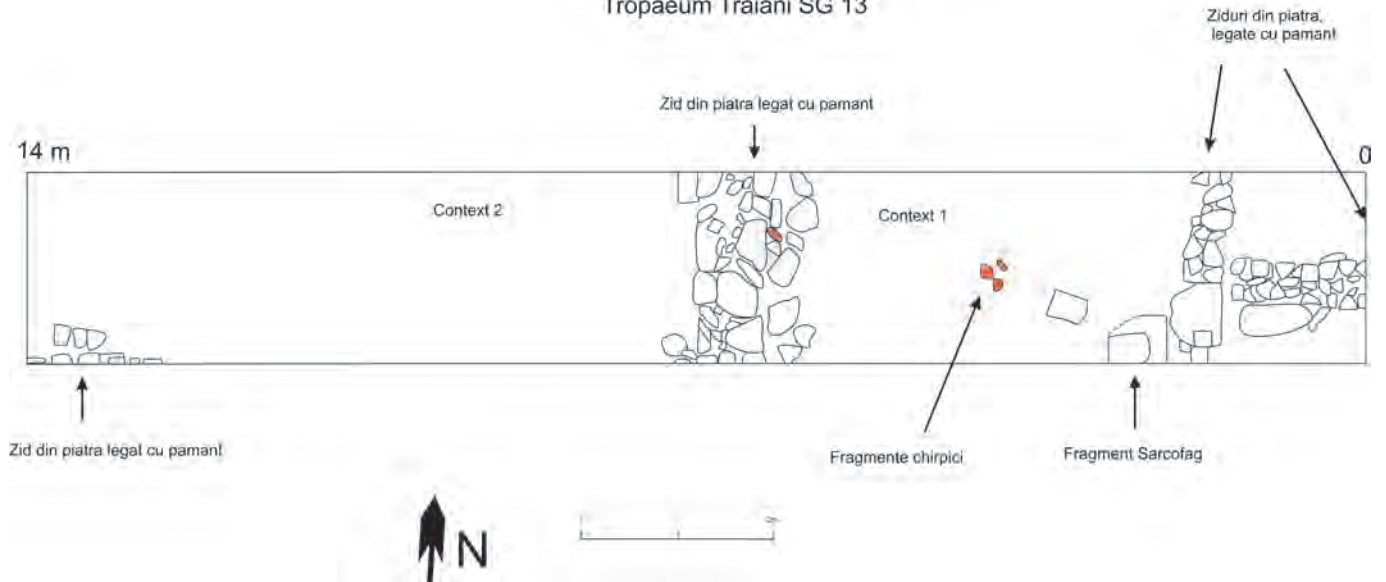 Tropaeum Traiani SG 13
Ziduri din piatra,
legate cu pamant
Zid din piatra legat cu pamant
14 m
0
Context 2
Context 1
Zid din piatra legat cu pamant
Fragmente chirpici
Fragment Sarcofag
N